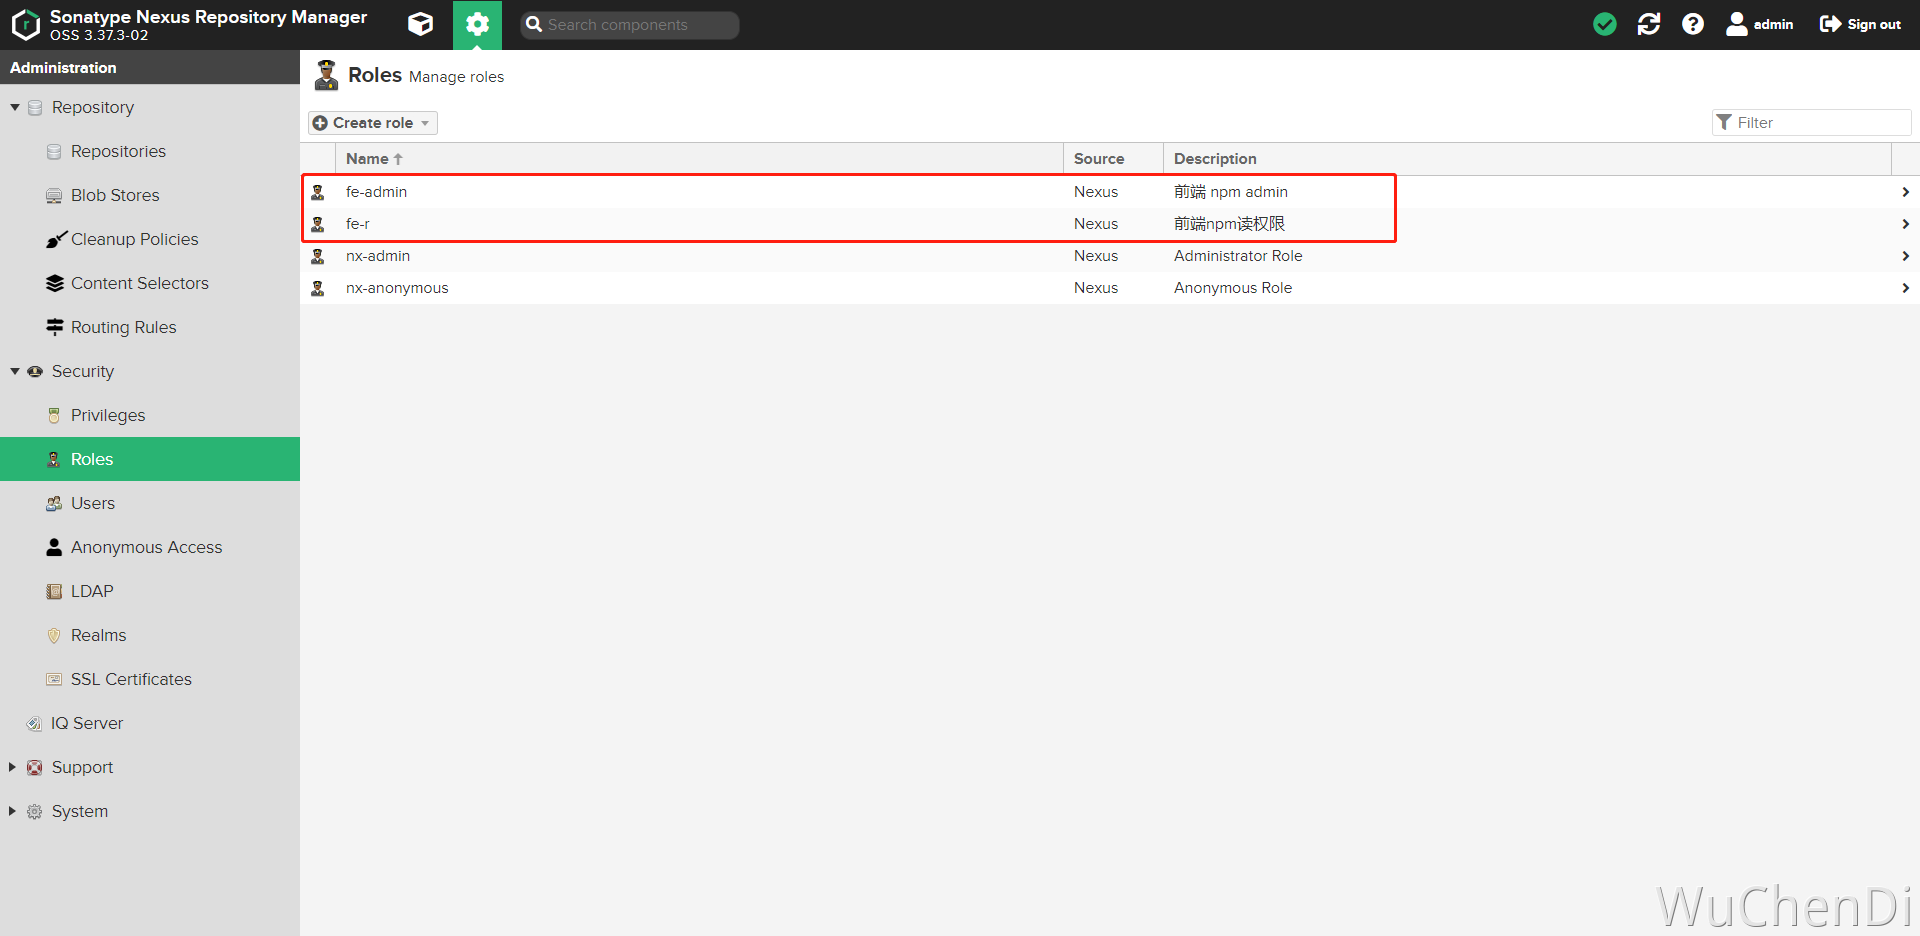 Sonatype Nexus Repository Manager
OSS 3.37.3-02
Search components
admin
Sign out
Administration
Repository
Repositories
Blob Stores
Cleanup Policies
Content Selectors
Routing Rules
Security
Privileges
Roles
Users
Anonymous Access
LDAP
Realms
SSL Certificates
IQ Server
Support
System
Roles Manage roles
Create role
Filter
Name Source Description
fe-admin Nexus 前端 npm admin
fe-r Nexus 前端npm读权限
nx-admin Nexus Administrator Role
nx-anonymous Nexus Anonymous Role
WuChenDi